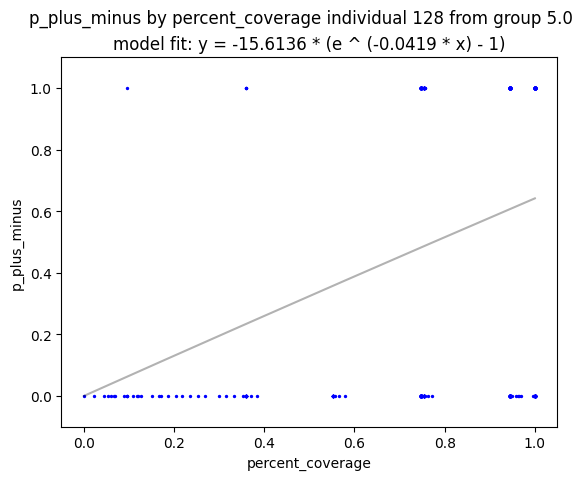 p_plus_minus by percent_coverage individual 128 from group 5.0
model fit: y = -15.6136 * (e ^ (-0.0419 * x) - 1)
1.0
0.8
0.6
0.4
0.2
0.0
p_plus_minus
0.0 0.2 0.4 0.6 0.8 1.0
percent_coverage